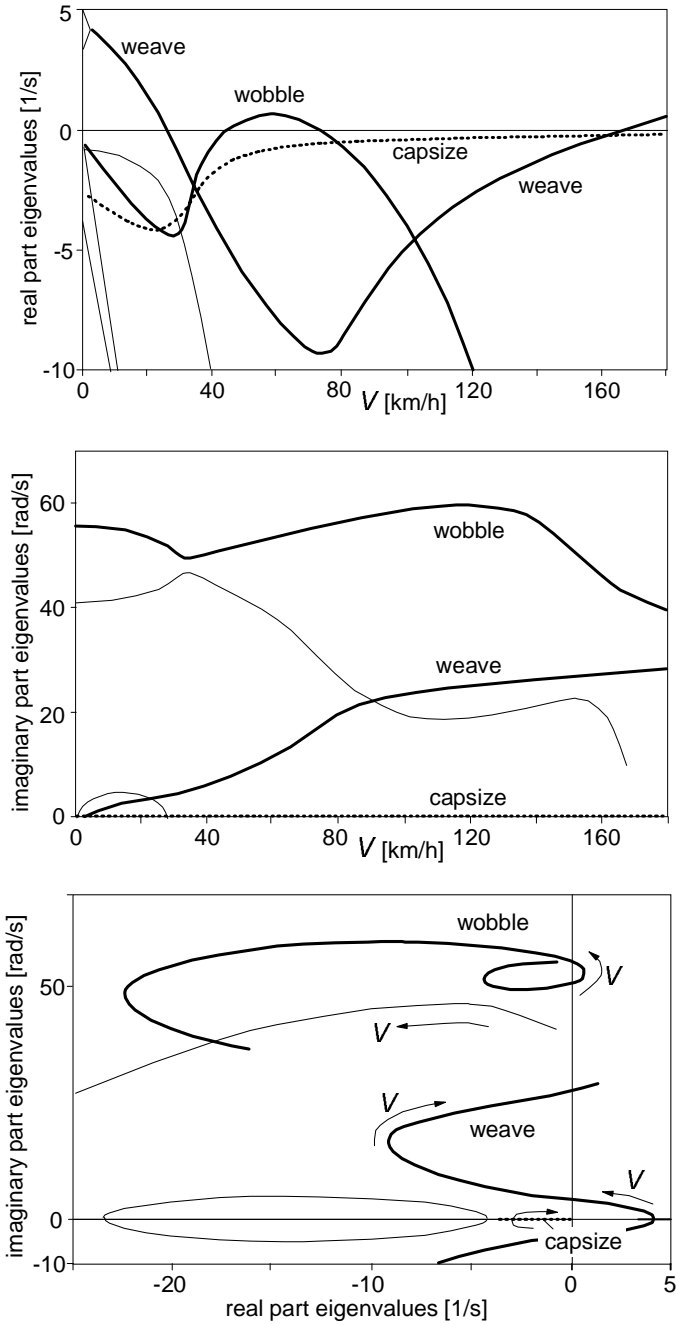 real part eigenvalues [1/s]
5
0
-5
-10
weave
wobble
capsize
weave
0
40
80
120
160
V [km/h]
imaginary part eigenvalues [rad/s]
60
40
20
0
wobble
weave
capsize
0
40
80
120
160
V [km/h]
imaginary part eigenvalues [rad/s]
50
0
-10
wobble
V
V
V
weave
V
capsize
-20
-10
0
5
real part eigenvalues [1/s]